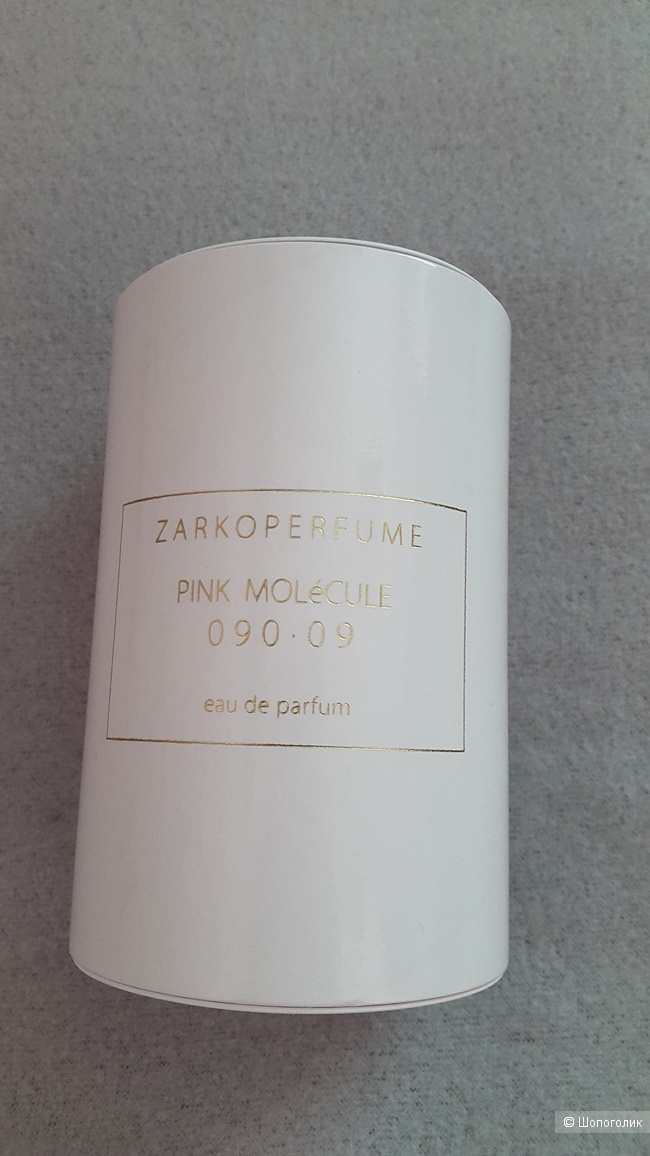 ZARKOPERFUME
PINK MOLéCULE
090·09
eau de parfum
© Шопоголик